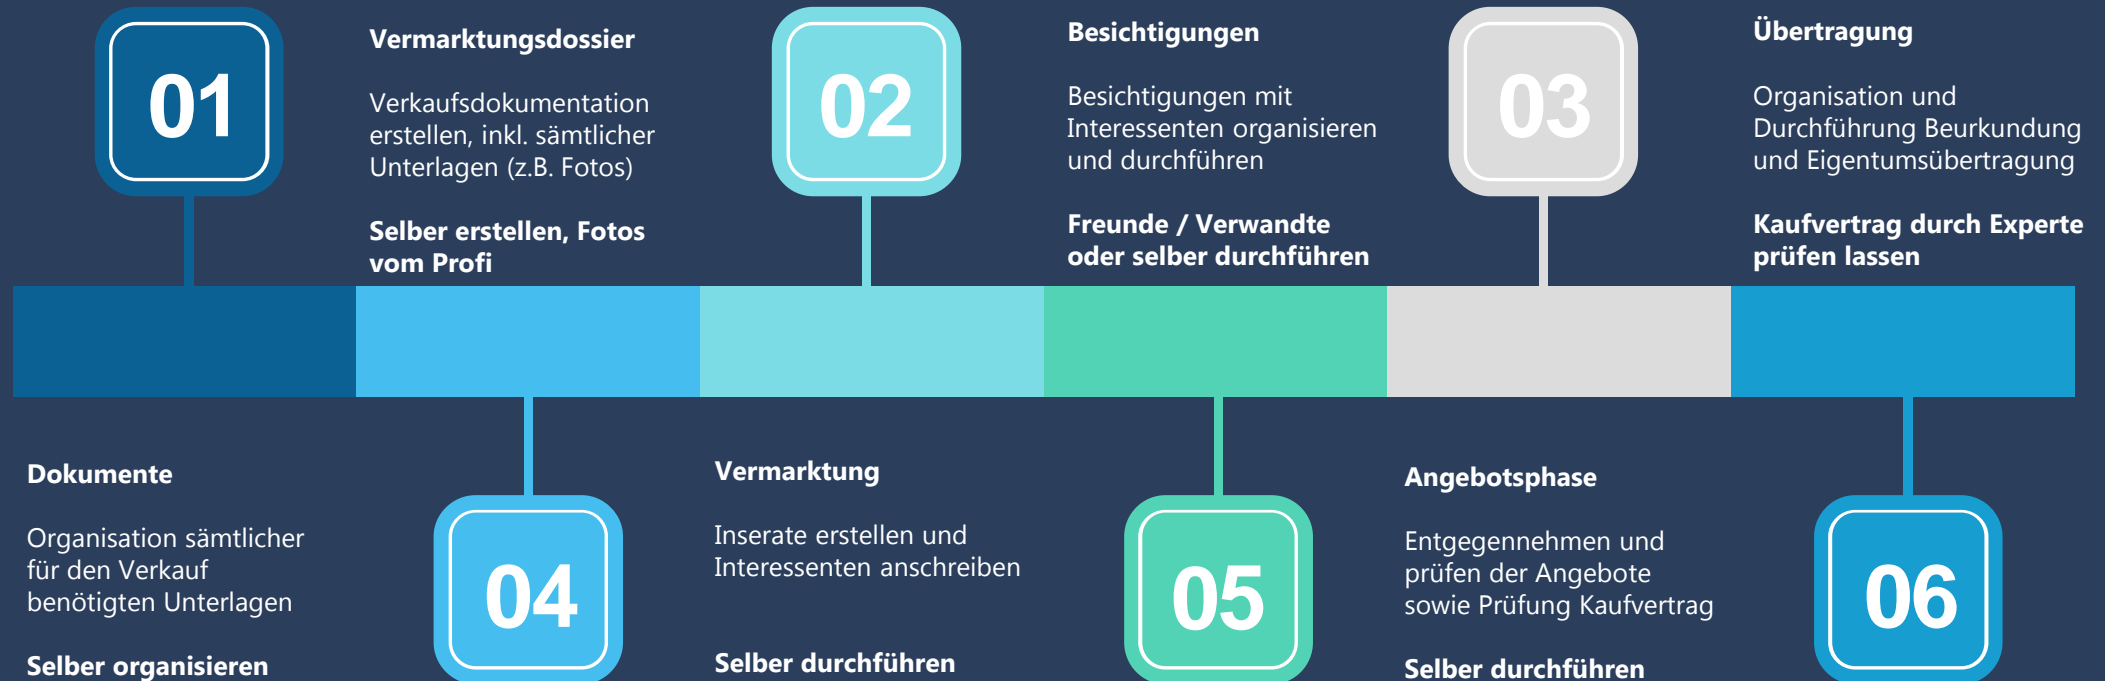 01
Vermarktungsdossier
Verkaufsdokumentation
erstellen, inkl. sämtlicher
Unterlagen (z.B. Fotos)
Selber erstellen, Fotos
vom Profi
02
Besichtigungen
Besichtigungen mit
Interessenten organisieren
und durchführen
Freunde / Verwandte
oder selber durchführen
03
Übertragung
Organisation und
Durchführung Beurkundung
und Eigentumsübertragung
Kaufvertrag durch Experte
prüfen lassen
Dokumente
Organisation sämtlicher
für den Verkauf
benötigten Unterlagen
Selber organisieren
04
Vermarktung
Inserate erstellen und
Interessenten anschreiben
Selber durchführen
05
Angebotsphase
Entgegennehmen und
prüfen der Angebote
sowie Prüfung Kaufvertrag
Selber durchführen
06